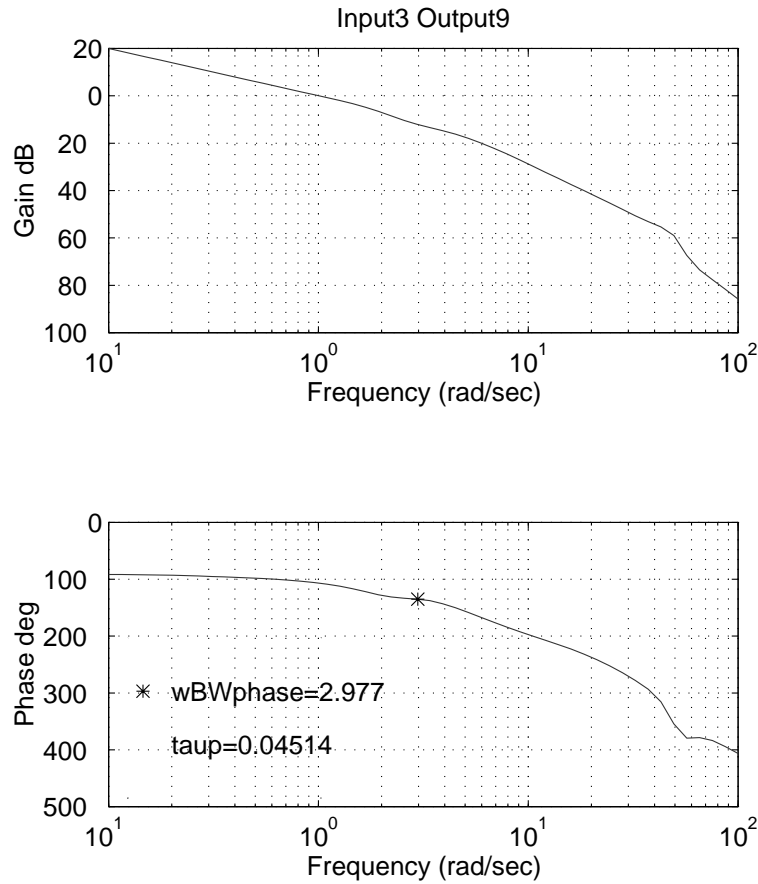 Input3 Output9
20
0
20
40
60
80
100
Gain dB
10^1 10^0 10^1 10^2
Frequency (rad/sec)
0
100
200
300
400
500
Phase deg
wBWphase=2.977
taup=0.04514
10^1 10^0 10^1 10^2
Frequency (rad/sec)